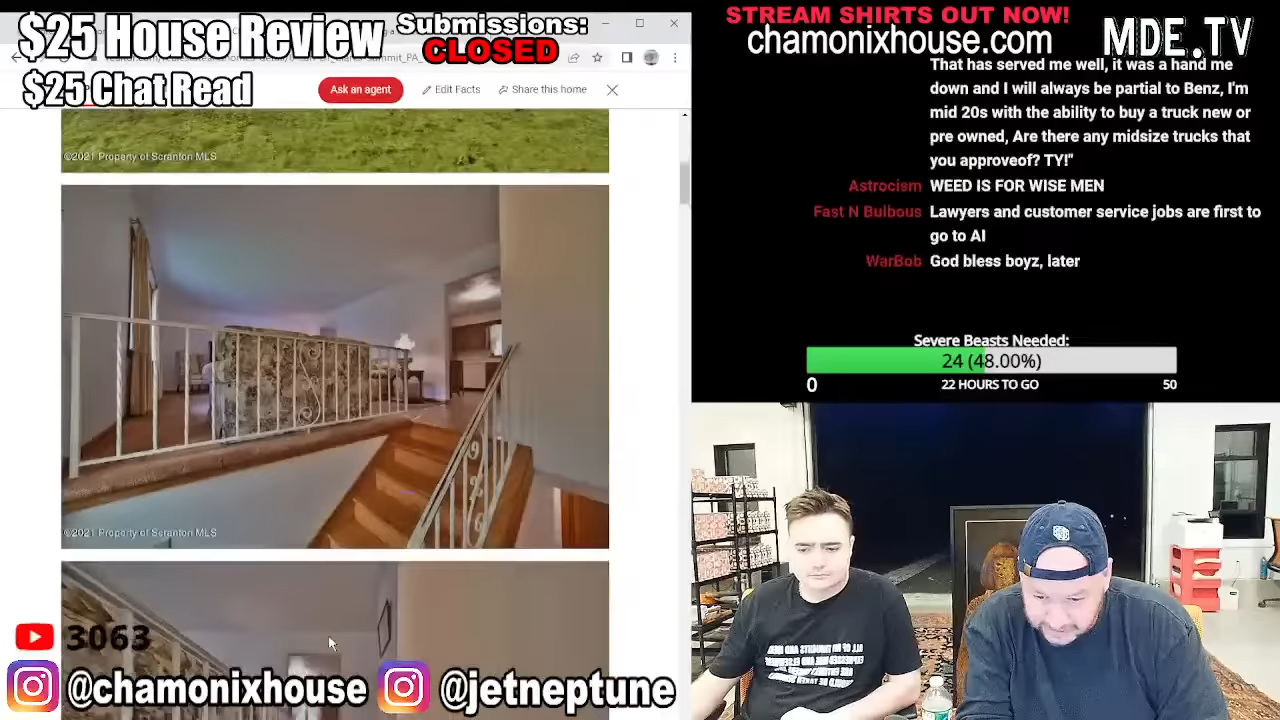 $25 House Review
$25 Chat Read
Submissions:
CLOSED
Ask an agent
Edit Facts
Share this home
©2021 Property of Scranton MLS
©2021 Property of Scranton MLS
3063
@chamonixhouse
@jetneptune
STREAM SHIRTS OUT NOW!
chamonixhouse.com
MDE.TV
That has served me well, it was a hand me
down and I will always be partial to Benz, I'm
mid 20s with the ability to buy a truck new or
pre owned, Are there any midsize trucks that
you approveof? TY!"
Astrocism WEED IS FOR WISE MEN
Fast N Bulbous Lawyers and customer service jobs are first to
go to AI
WarBob God bless boyz, later
Severe Beasts Needed:
24 (48.00%)
0 22 HOURS TO GO 50